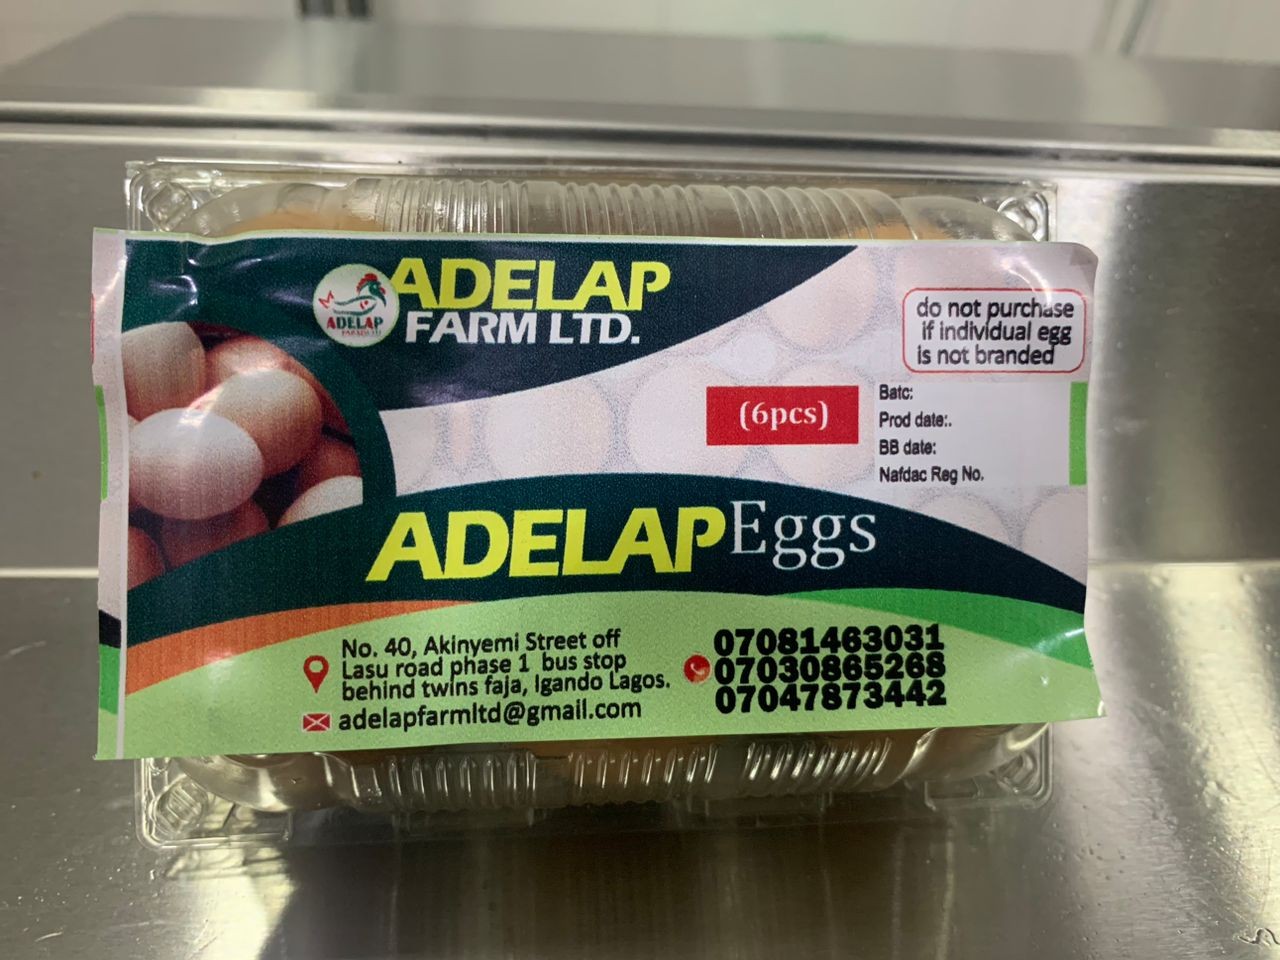 ADELAP
FARM LTD.
ADELAP
do not purchase
if individual egg
is not branded
(6pcs)
Batc:
Prod date:.
BB date:
Nafdac Reg No.
ADELAP Eggs
No. 40, Akinyemi Street off
Lasu road phase 1 bus stop
behind twins faja, Igando Lagos.
adelapfarmltd@gmail.com
07081463031
07030865268
07047873442